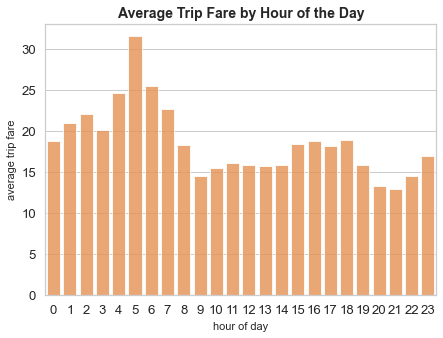 Average Trip Fare by Hour of the Day
30
25
20
15
10
5
0
average trip fare
0 1 2 3 4 5 6 7 8 9 10 11 12 13 14 15 16 17 18 19 20 21 22 23
hour of day